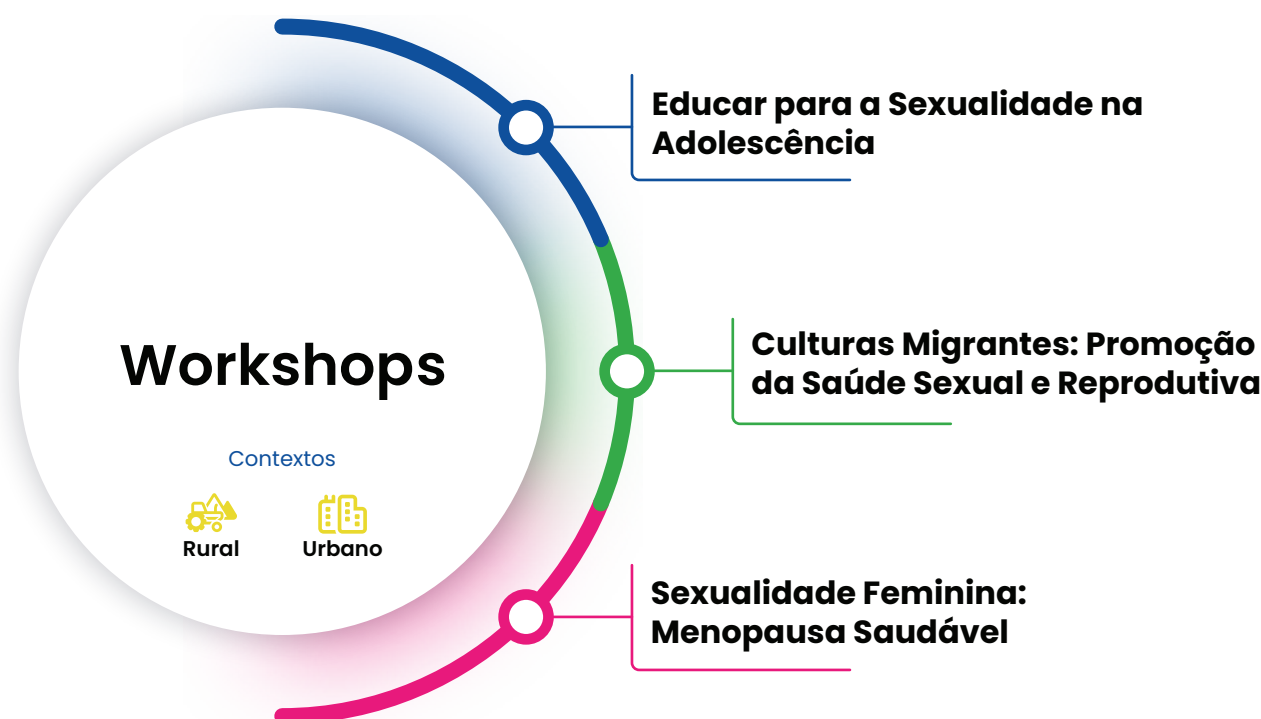 Workshops
Contextos
Rural
Urbano
Educar para a Sexualidade na
Adolescência
Culturas Migrantes: Promoção
da Saúde Sexual e Reprodutiva
Sexualidade Feminina:
Menopausa Saudável